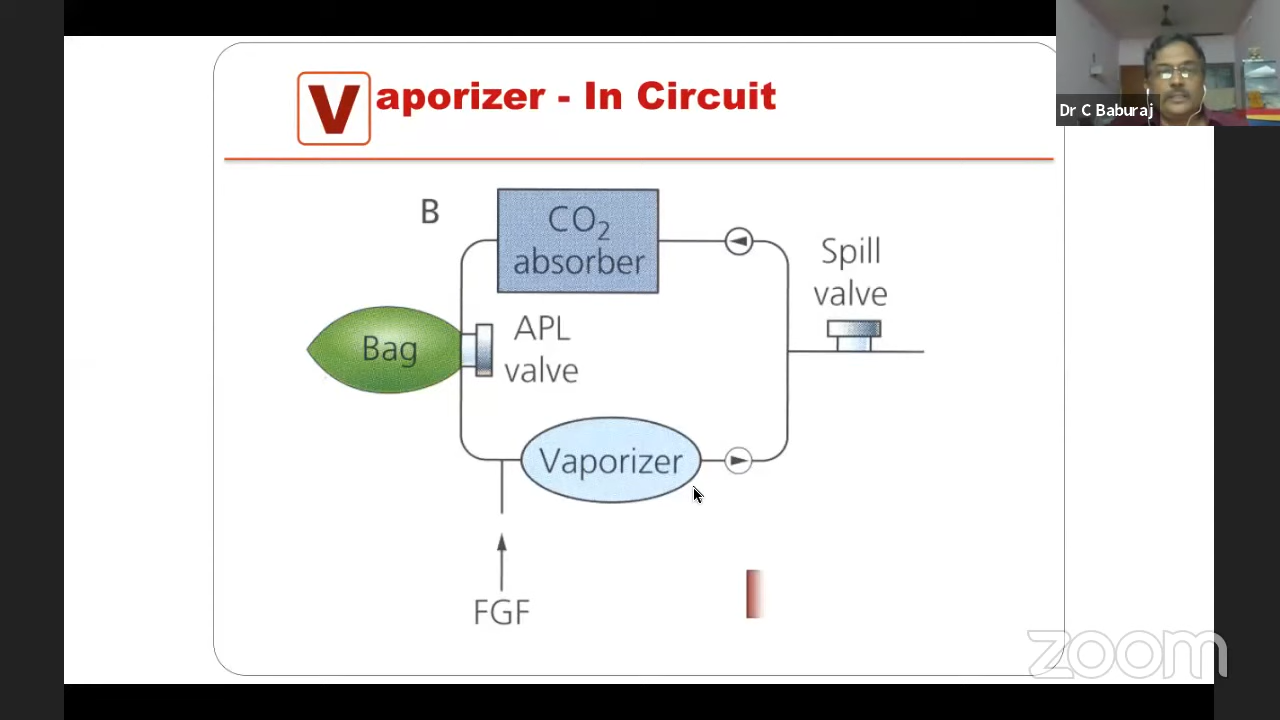 Vaporizer - In Circuit
Dr C Baburaj
B
CO₂
absorber
Spill
valve
APL
valve
Bag
Vaporizer
FGF
zoom